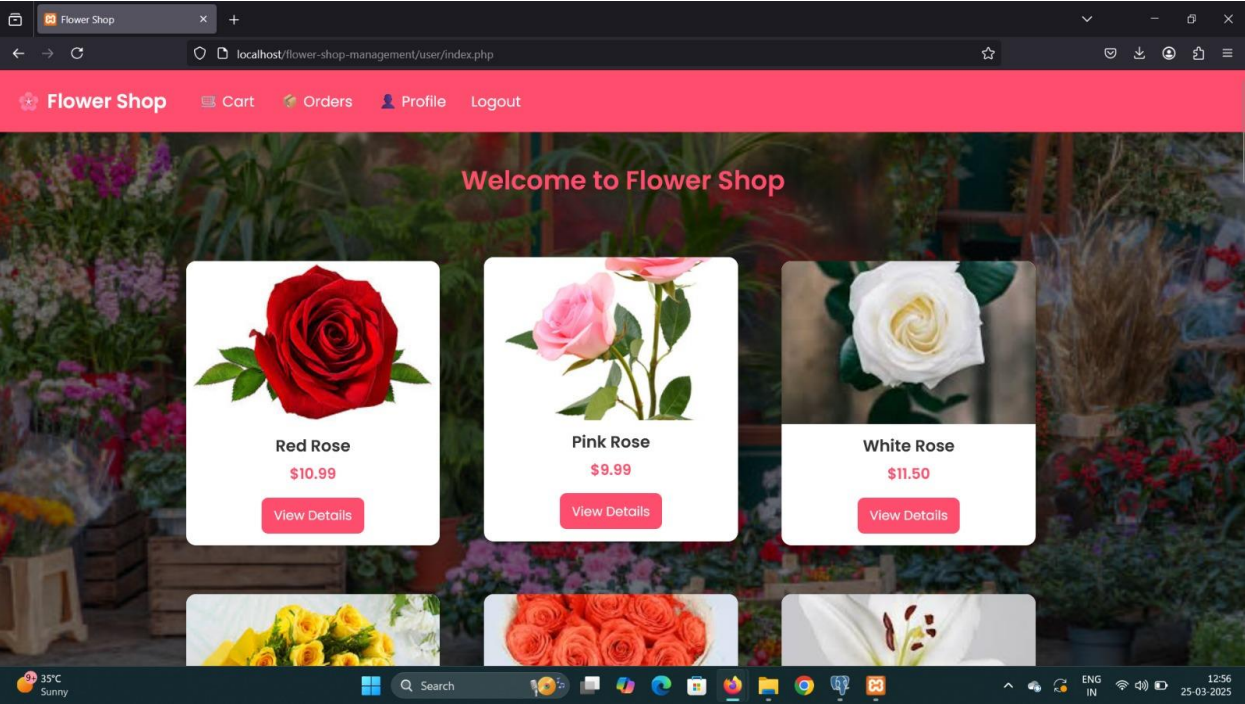 Flower Shop
localhost/flower-shop-management/user/index.php
Flower Shop Cart Orders Profile Logout
Welcome to Flower Shop
Red Rose
$10.99
View Details
Pink Rose
$9.99
View Details
White Rose
$11.50
View Details
9+
35°C
Sunny
Search
ENG
IN
12:56
25-03-2025